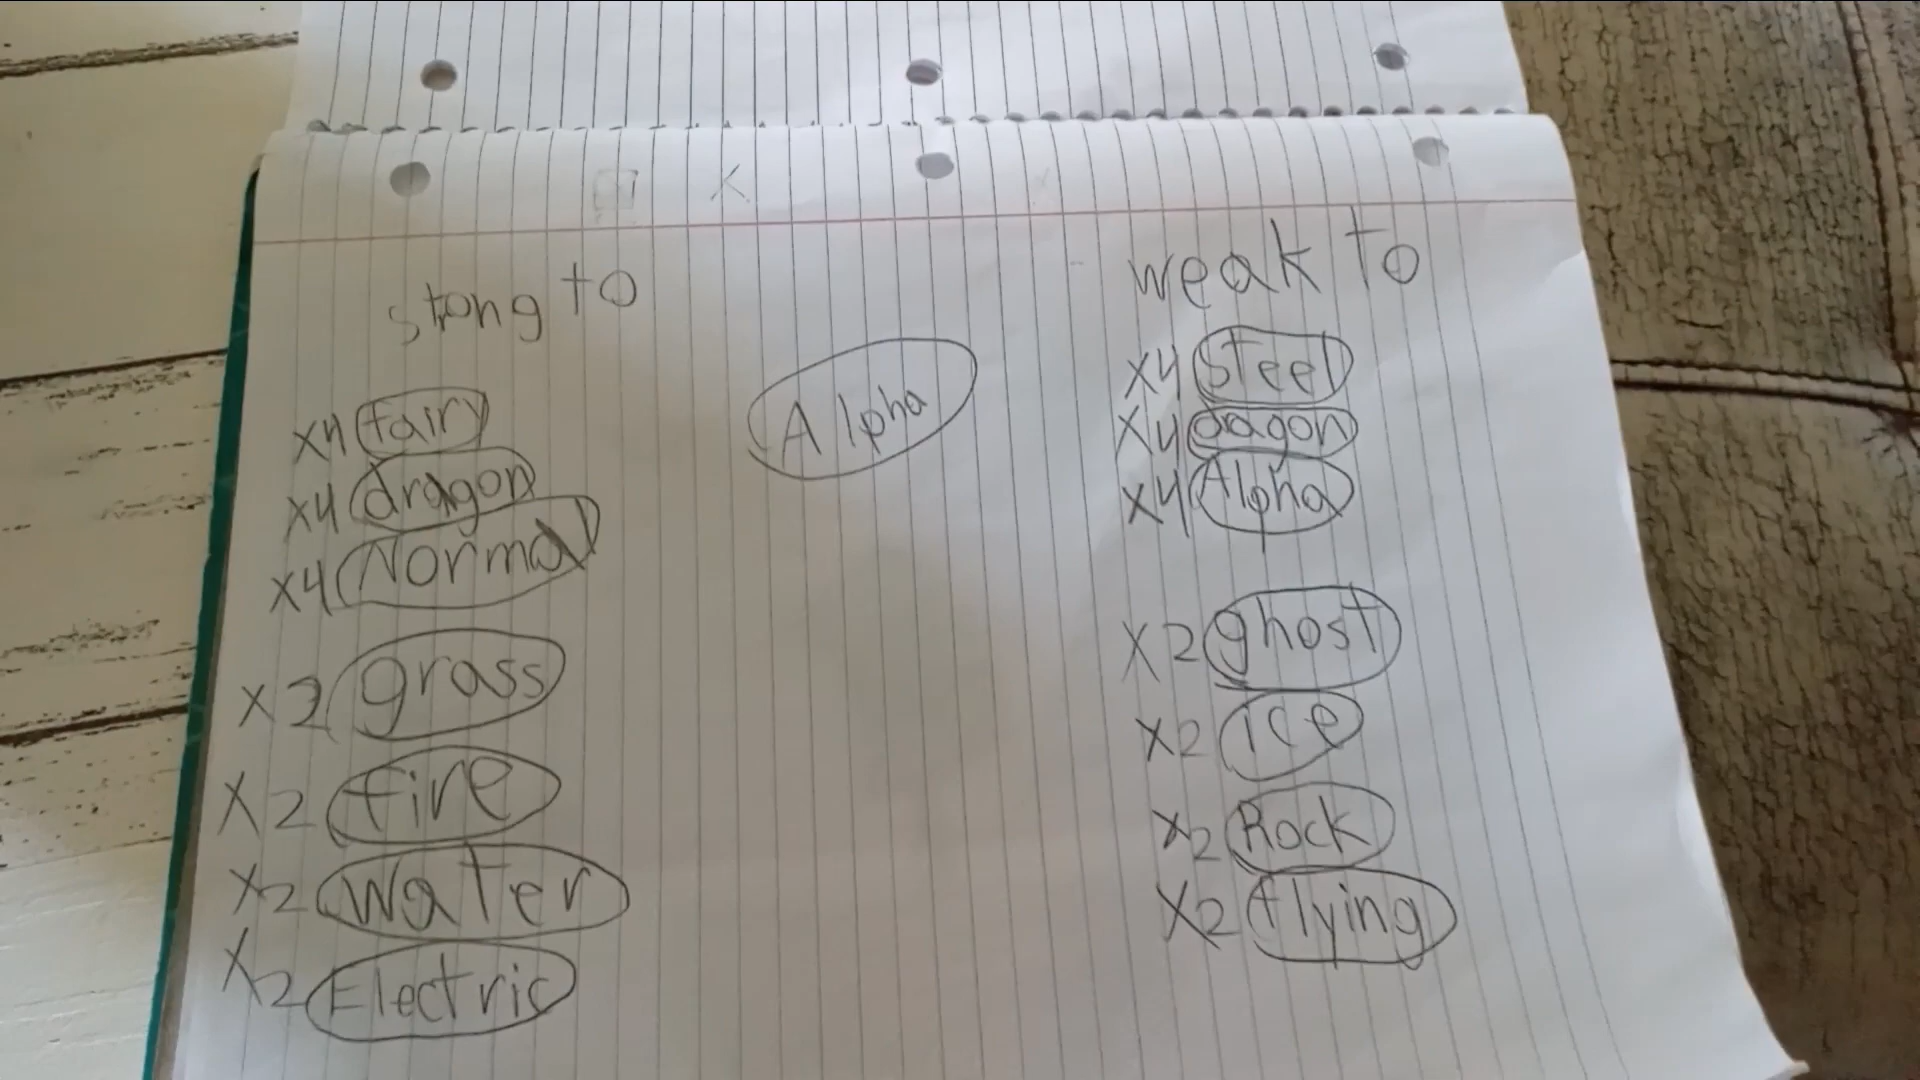 strong to
x4 fairy
x4 dragon
x4 Normal
x2 grass
x2 fire
x2 water
x2 Electric
Alpha
weak to
x4 Steel
x4 dragon
x4 Alpha
x2 ghost
x2 ice
x2 Rock
x2 flying